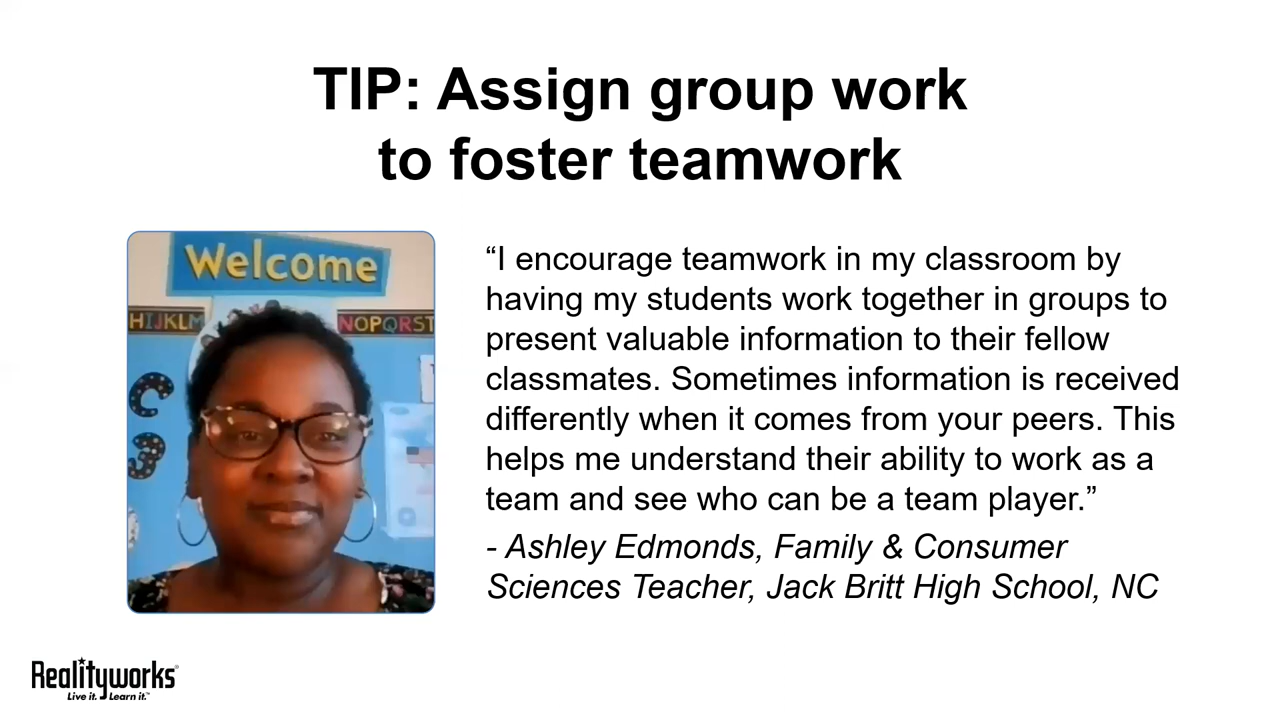 TIP: Assign group work
to foster teamwork
Welcome
HIJKLM
NOPQRST
“I encourage teamwork in my classroom by
having my students work together in groups to
present valuable information to their fellow
classmates. Sometimes information is received
differently when it comes from your peers. This
helps me understand their ability to work as a
team and see who can be a team player.”
- Ashley Edmonds, Family & Consumer
Sciences Teacher, Jack Britt High School, NC
Realityworks®
Live it. Learn it.™